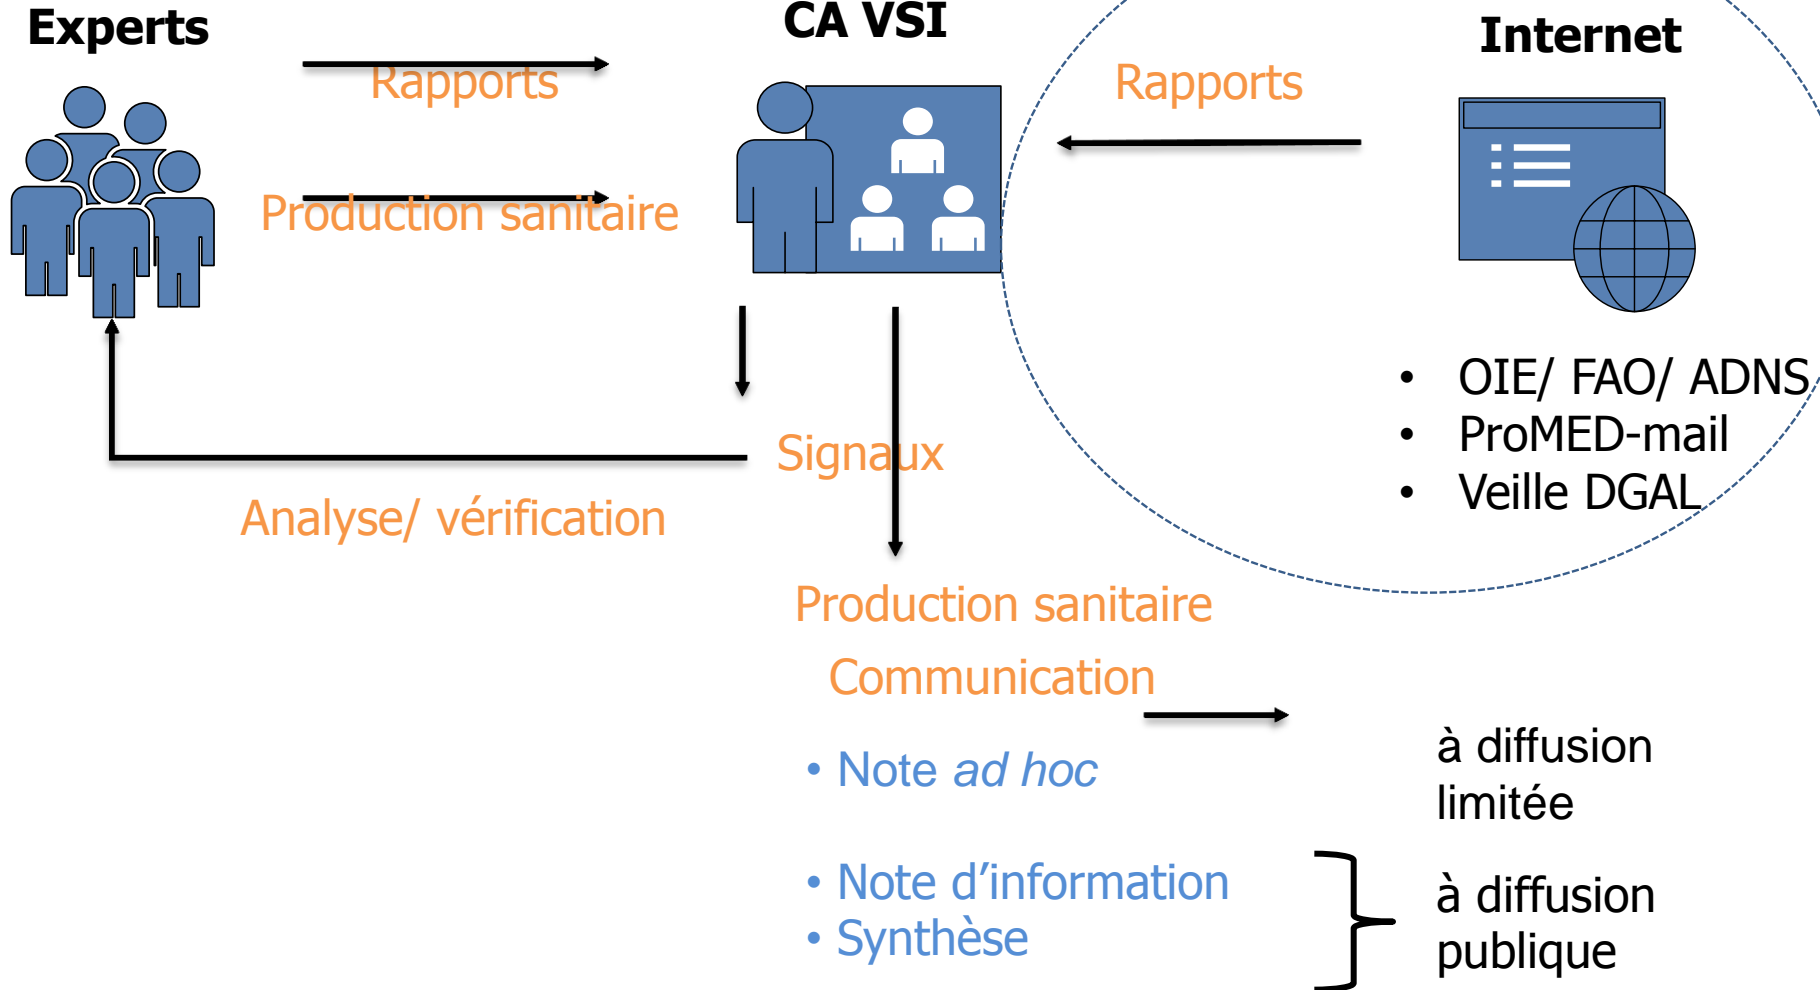 Experts
CA VSI
Internet
Rapports
Rapports
Production sanitaire
• OIE/ FAO/ ADNS
• ProMED-mail
• Veille DGAL
Signaux
Analyse/ vérification
Production sanitaire
Communication
• Note ad hoc
à diffusion
limitée
• Note d’information
• Synthèse
à diffusion
publique